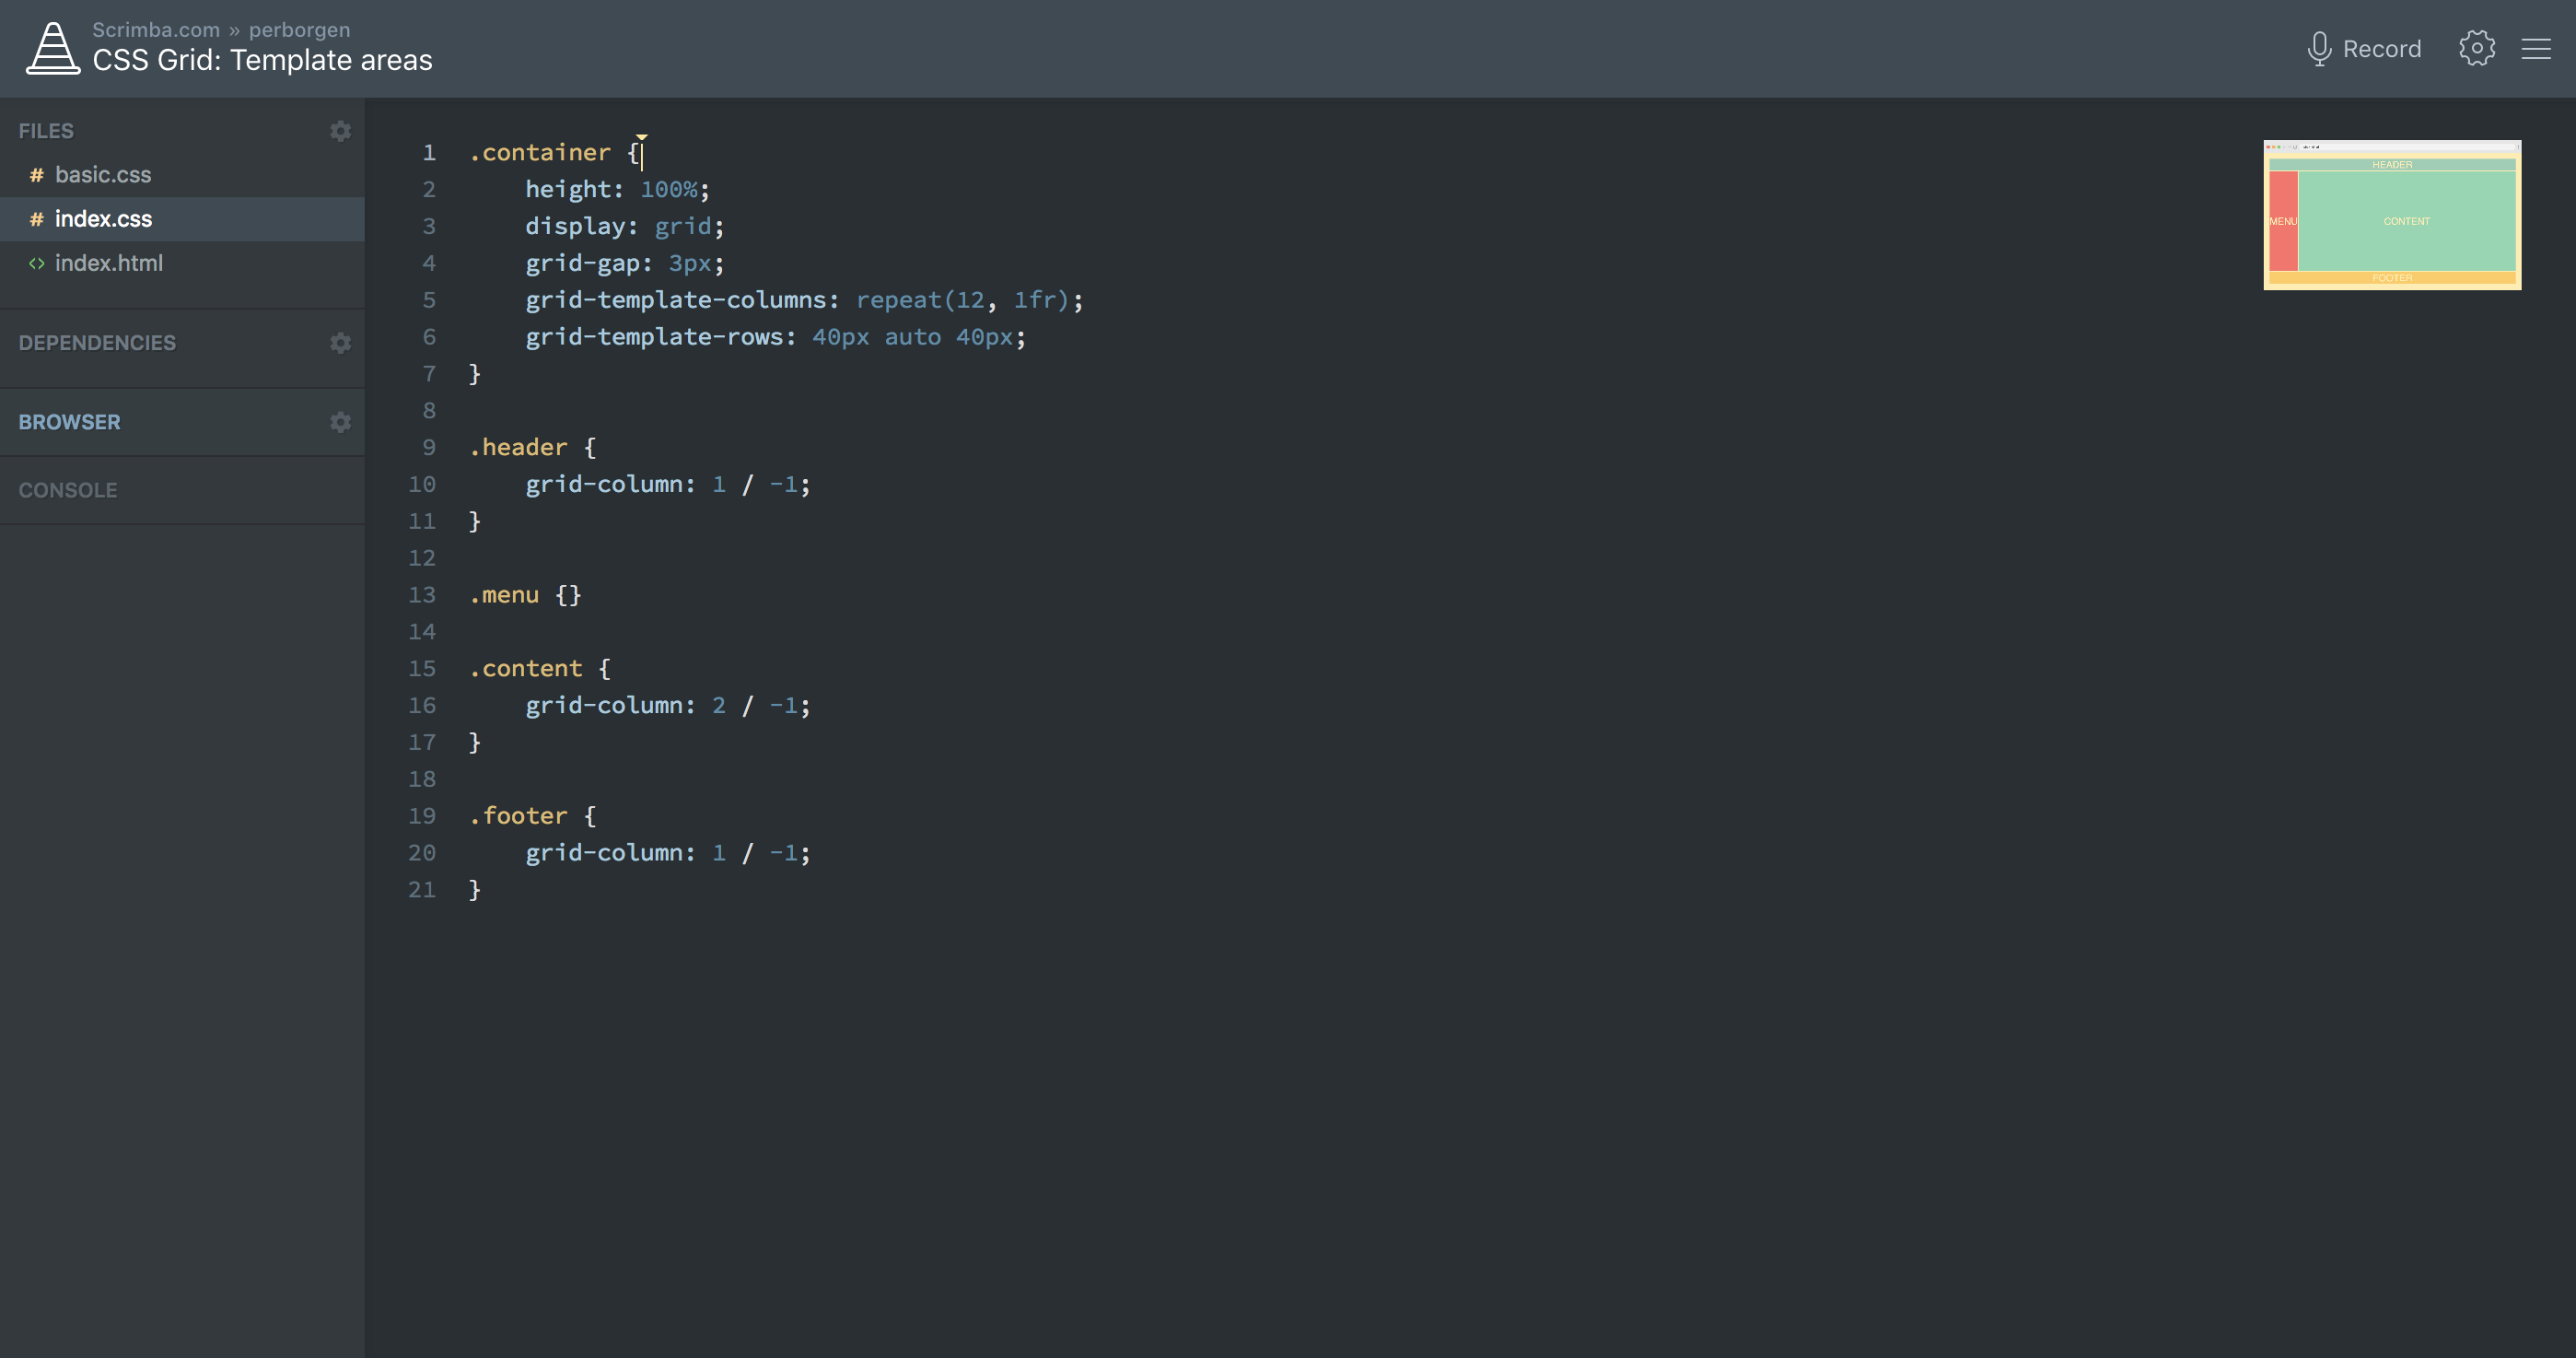 Scrimba.com » perborgen
CSS Grid: Template areas
Record
FILES
# basic.css
# index.css
<> index.html
DEPENDENCIES
BROWSER
CONSOLE
1 .container {
2     height: 100%;
3     display: grid;
4     grid-gap: 3px;
5     grid-template-columns: repeat(12, 1fr);
6     grid-template-rows: 40px auto 40px;
7 }
8
9 .header {
10     grid-column: 1 / -1;
11 }
12
13 .menu {}
14
15 .content {
16     grid-column: 2 / -1;
17 }
18
19 .footer {
20     grid-column: 1 / -1;
21 }
HEADER
MENU
CONTENT
FOOTER